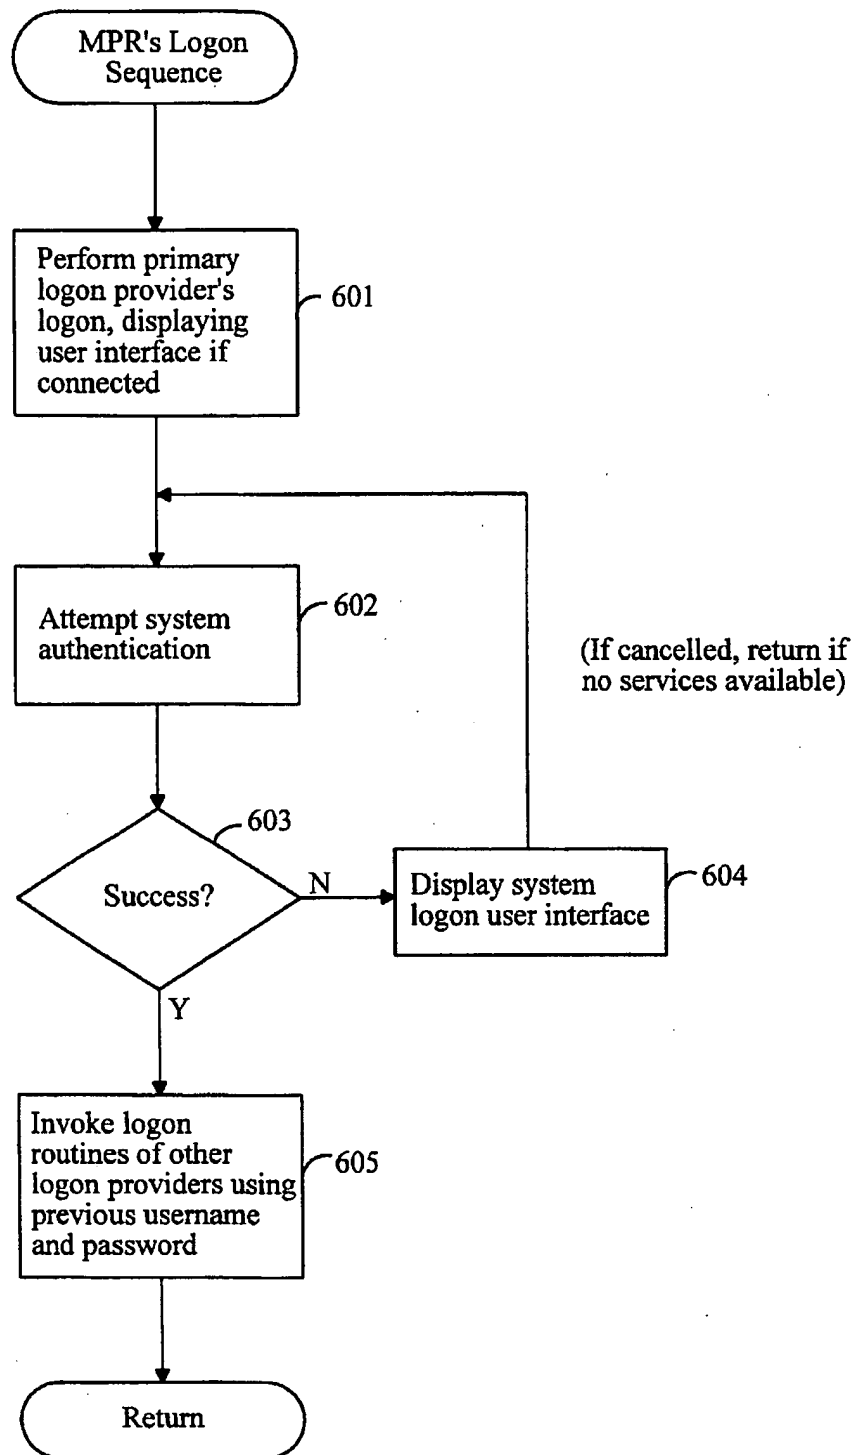 MPR's Logon
Sequence
Perform primary
logon provider's
logon, displaying
user interface if
connected
601
Attempt system
authentication
602
(If cancelled, return if
no services available)
603
Success?
N
Display system
logon user interface
604
Y
Invoke logon
routines of other
logon providers using
previous username
and password
605
Return